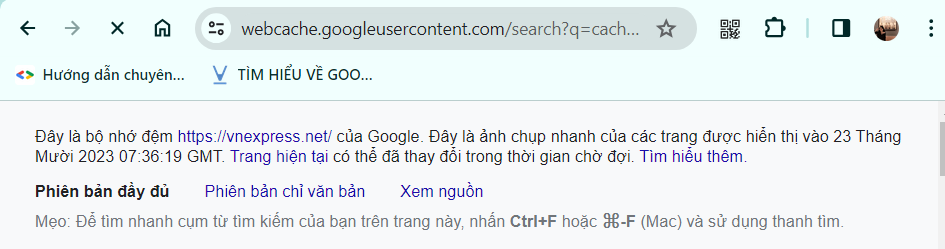 webcache.googleusercontent.com/search?q=cach...
Hướng dẫn chuyên... TÌM HIỂU VỀ GOO...
Đây là bộ nhớ đệm https://vnexpress.net/ của Google. Đây là ảnh chụp nhanh của các trang được hiển thị vào 23 Tháng
Mười 2023 07:36:19 GMT. Trang hiện tại có thể đã thay đổi trong thời gian chờ đợi. Tìm hiểu thêm.
Phiên bản đầy đủ Phiên bản chỉ văn bản Xem nguồn
Mẹo: Để tìm nhanh cụm từ tìm kiếm của bạn trên trang này, nhấn Ctrl+F hoặc ⌘-F (Mac) và sử dụng thanh tìm.